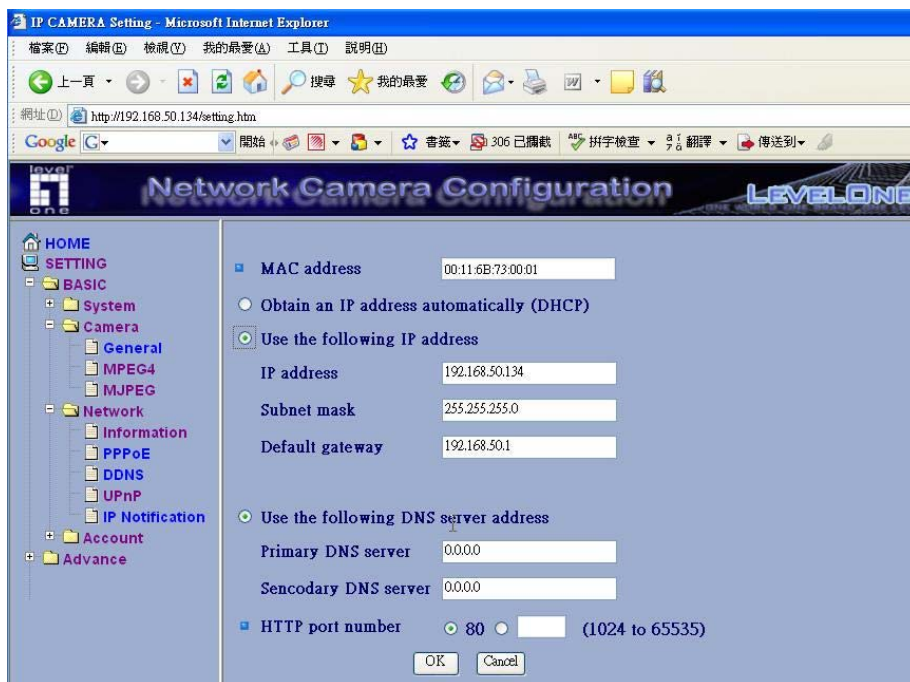 IP CAMERA Setting - Microsoft Internet Explorer
檔案(F) 編輯(E) 檢視(V) 我的最愛(A) 工具(T) 說明(H)
上一頁 搜尋 我的最愛
網址(D) http://192.168.50.134/setting.htm
Google G 開始 書籤 306 已攔截 ABC 拼字檢查 翻譯 傳送到
level one Network Camera Configuration LEVELONE
HOME
SETTING
BASIC
System
Camera
General
MPEG4
MJPEG
Network
Information
PPPoE
DDNS
UPnP
IP Notification
Account
Advance
MAC address 00:11:6B:73:00:01
Obtain an IP address automatically (DHCP)
Use the following IP address
IP address 192.168.50.134
Subnet mask 255.255.255.0
Default gateway 192.168.50.1
Use the following DNS server address
Primary DNS server 0.0.0.0
Sencodary DNS server 0.0.0.0
HTTP port number 80 (1024 to 65535)
OK Cancel